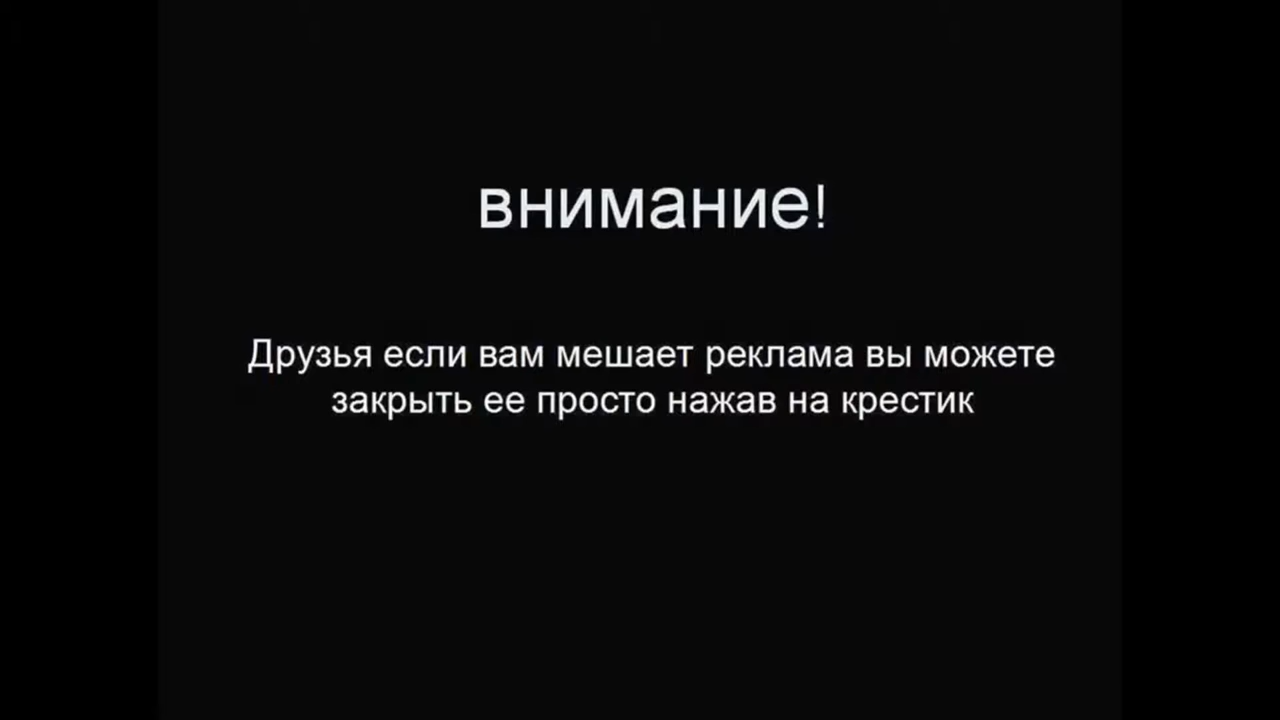 внимание!
Друзья если вам мешает реклама вы можете
закрыть ее просто нажав на крестик